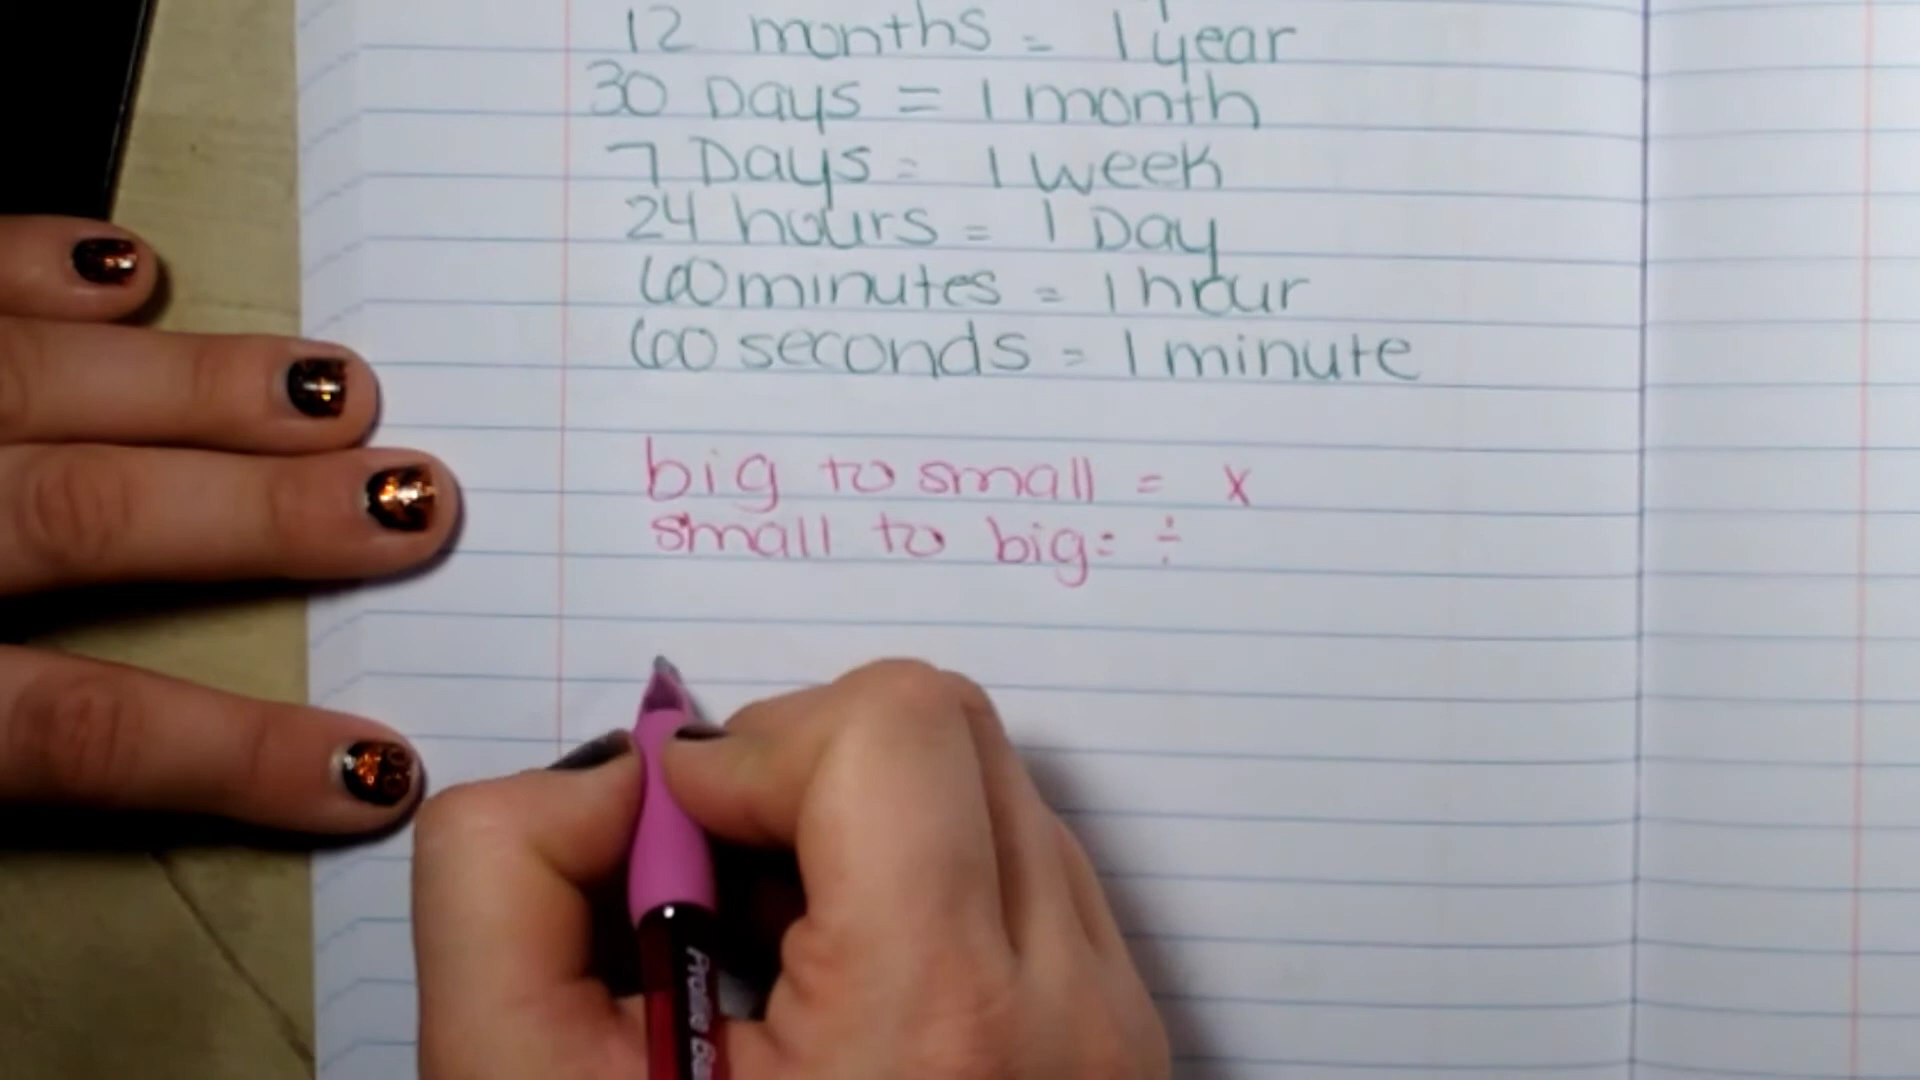 12 months = 1 year
30 Days = 1 month
7 Days = 1 week
24 hours = 1 Day
60 minutes = 1 hour
60 seconds = 1 minute
big to small = x
small to big = ÷